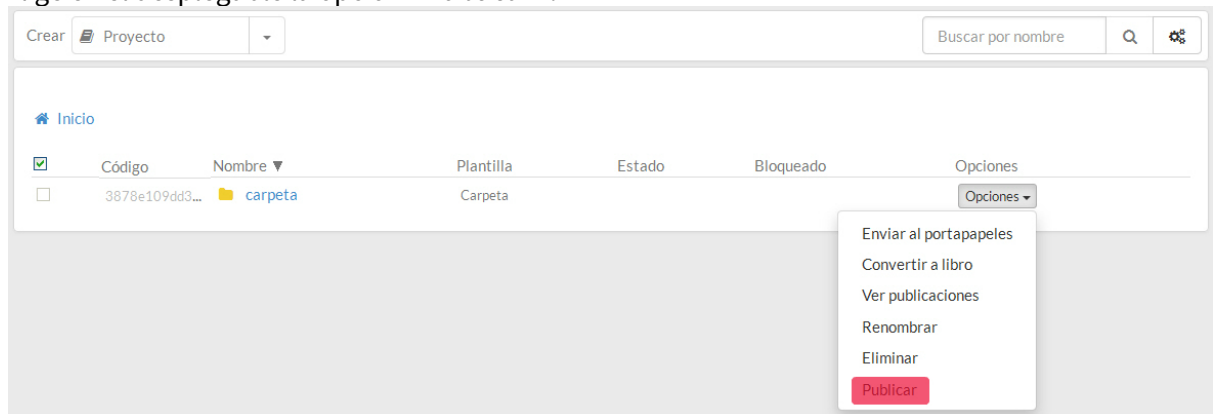 Crear Proyecto Buscar por nombre
Inicio
Código Nombre ▼ Plantilla Estado Bloqueado Opciones
3878e109dd3... carpeta Carpeta Opciones
Enviar al portapapeles
Convertir a libro
Ver publicaciones
Renombrar
Eliminar
Publicar